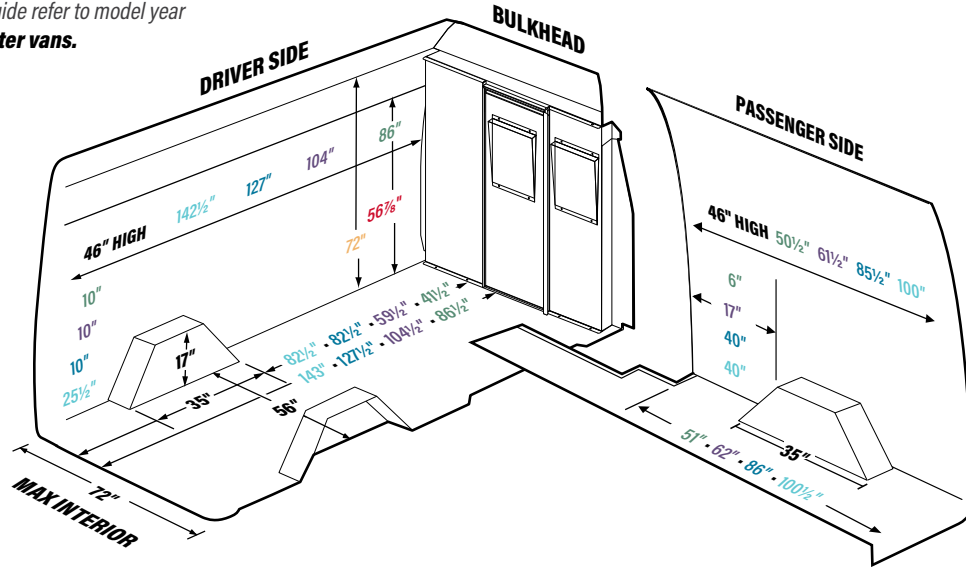 uide refer to model year
ter vans.
DRIVER SIDE
BULKHEAD
PASSENGER SIDE
46" HIGH 142½" 127" 104" 86"
72" 56⅞"
10"
10"
10"
25½"
17"
35"
56"
82½" • 82½" • 59½" • 41½"
143" • 127½" • 104½" • 86½"
72"
MAX INTERIOR
46" HIGH 50½" 61½" 85½" 100"
6"
17"
40"
40"
35"
51" • 62" • 86" • 100½"